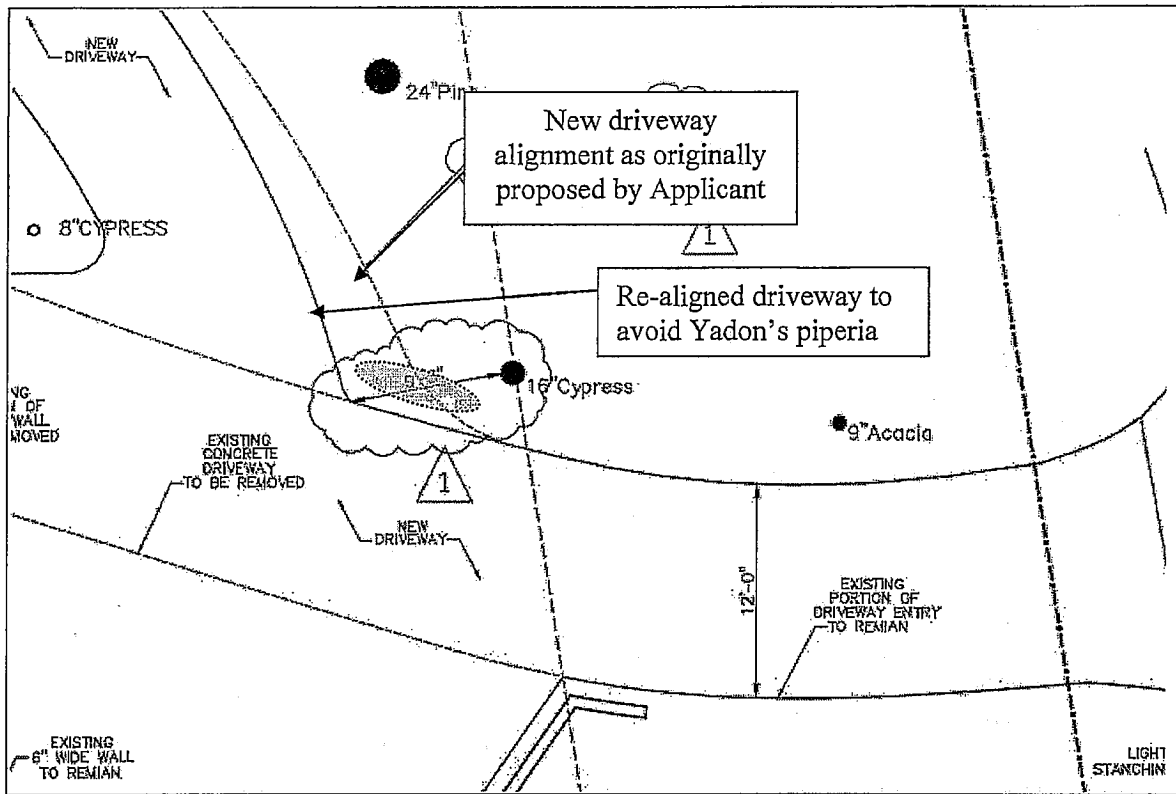 NEW
DRIVEWAY
24"Pin
New driveway
alignment as originally
proposed by Applicant
1
8"CYPRESS
Re-aligned driveway to
avoid Yadon's piperia
16"Cypress
9"Acacia
NG
OF
WALL
MOVED
EXISTING
CONCRETE
DRIVEWAY
TO BE REMOVED
1
NEW
DRIVEWAY
12'-0"
EXISTING
PORTION OF
DRIVEWAY ENTRY
TO REMIAN
EXISTING
6" WIDE WALL
TO REMIAN
LIGHT
STANCHIN